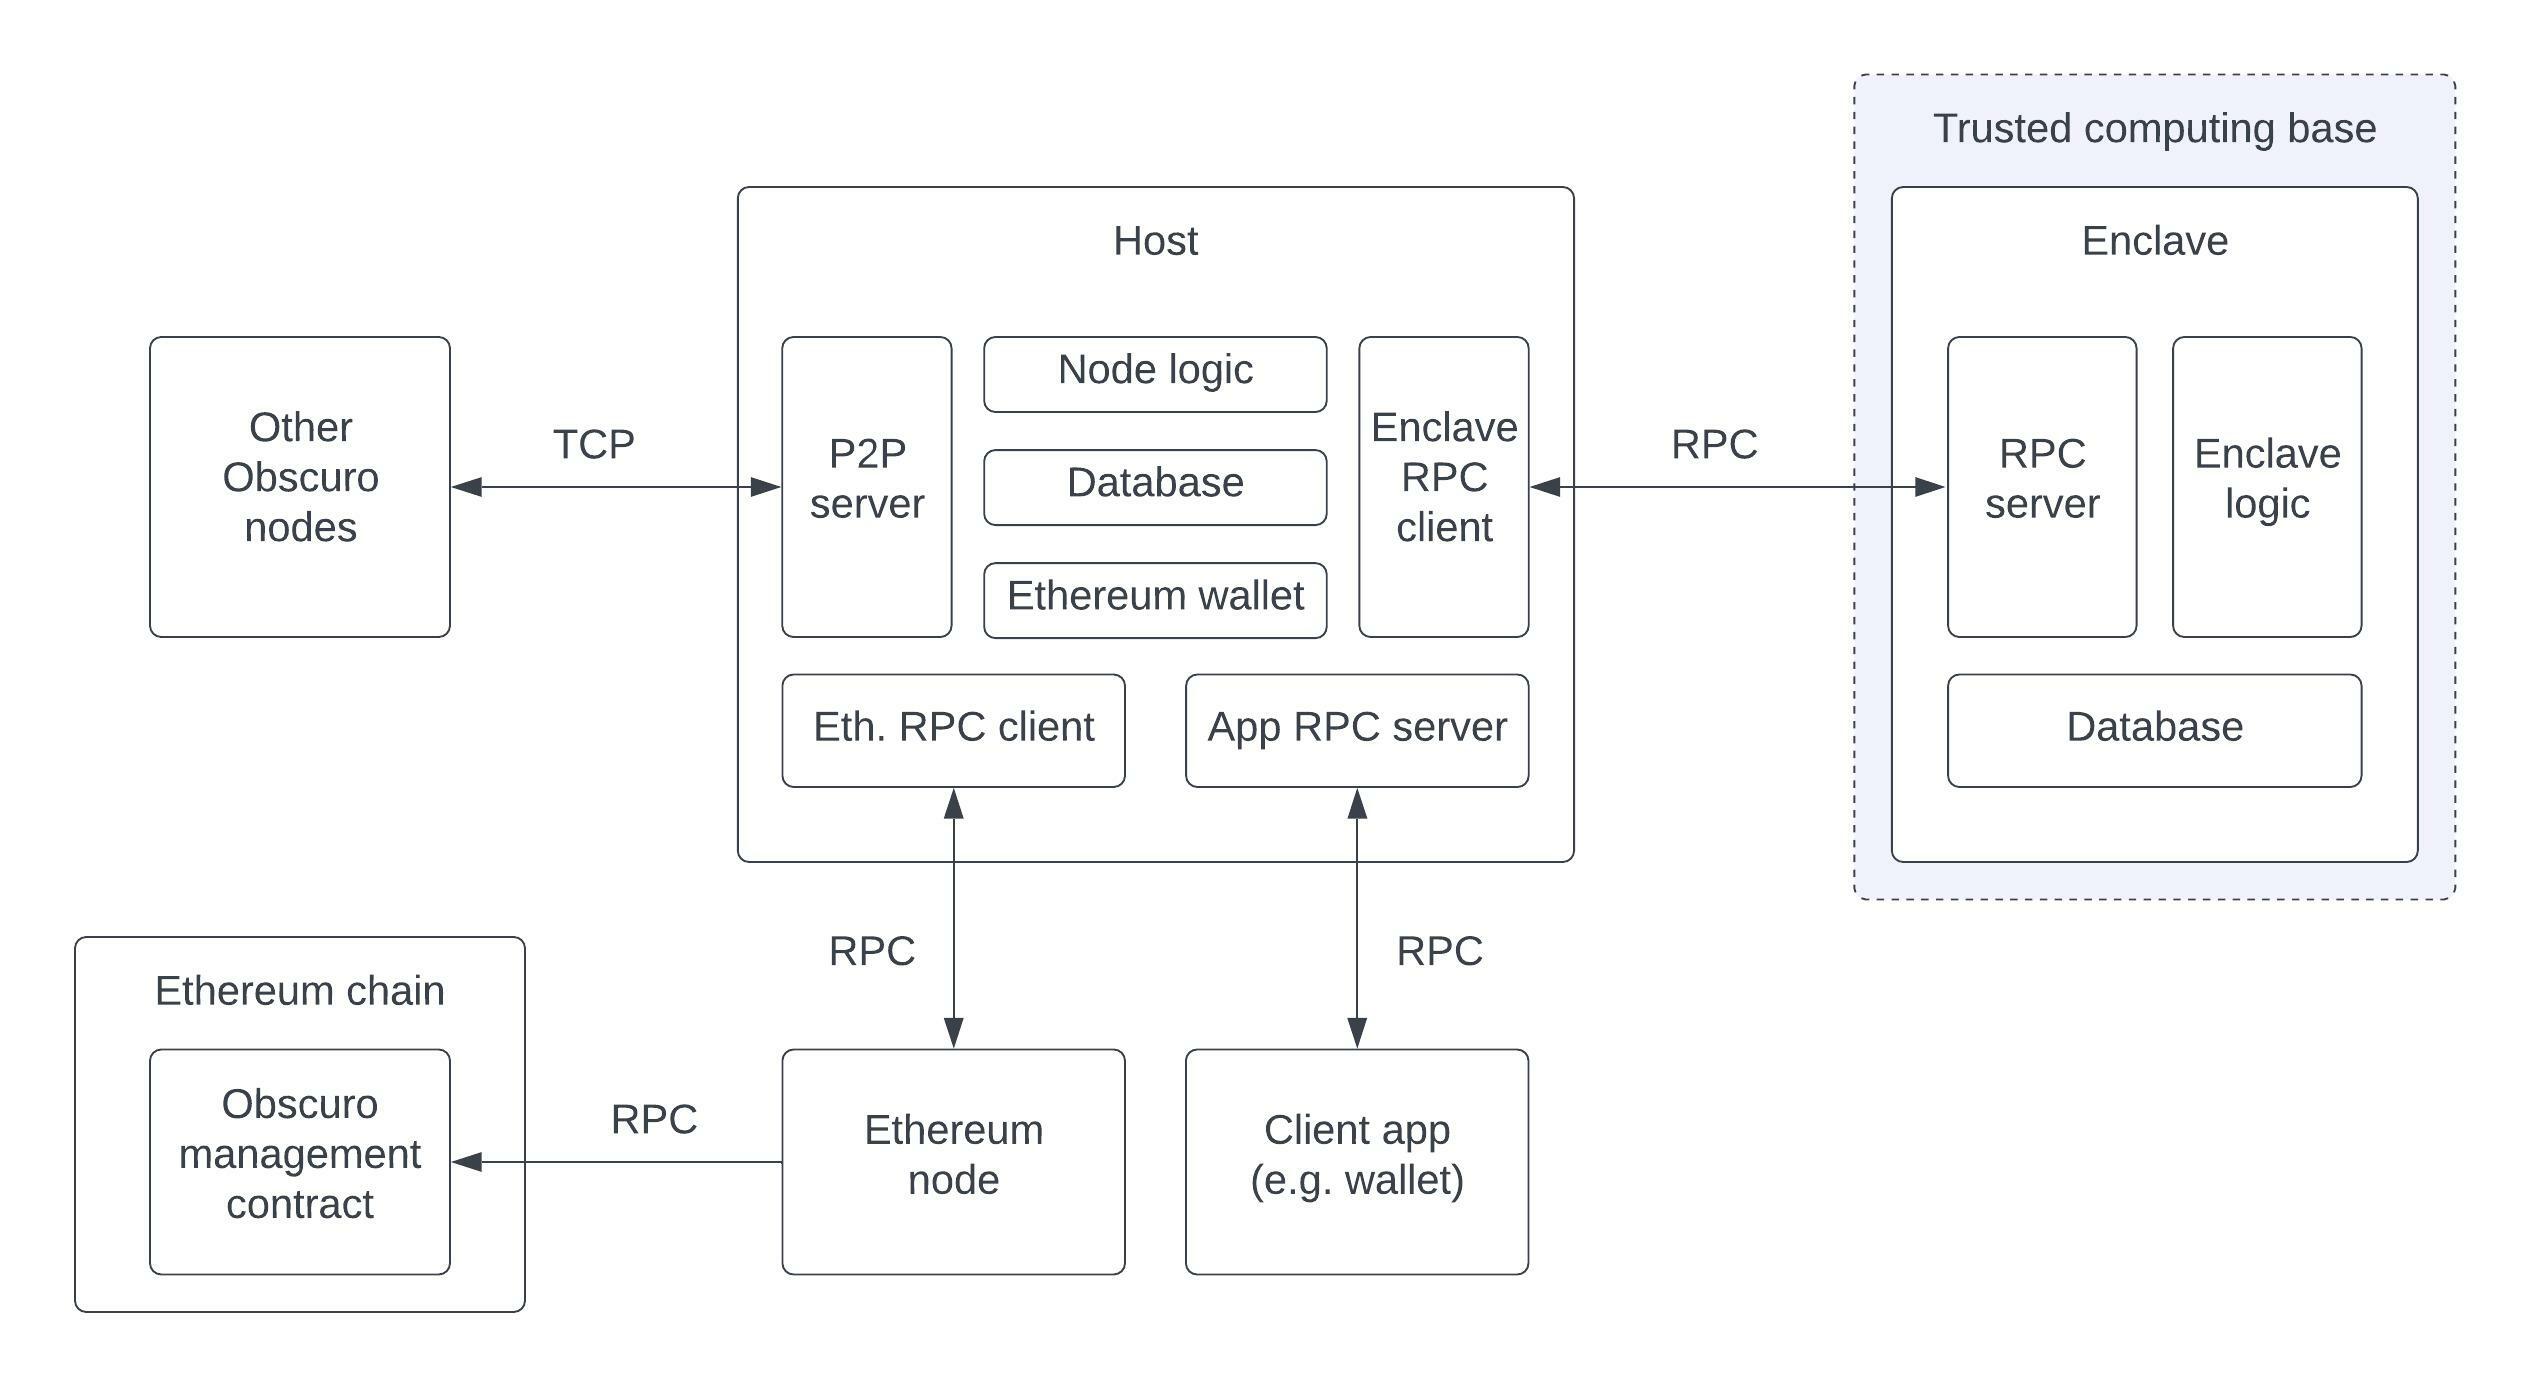 Trusted computing base
Host
Enclave
Other
Obscuro
nodes
TCP
P2P
server
Node logic
Database
Ethereum wallet
Enclave
RPC
client
RPC
RPC
server
Enclave
logic
Eth. RPC client
App RPC server
Database
RPC
RPC
Ethereum chain
Obscuro
management
contract
RPC
Ethereum
node
Client app
(e.g. wallet)